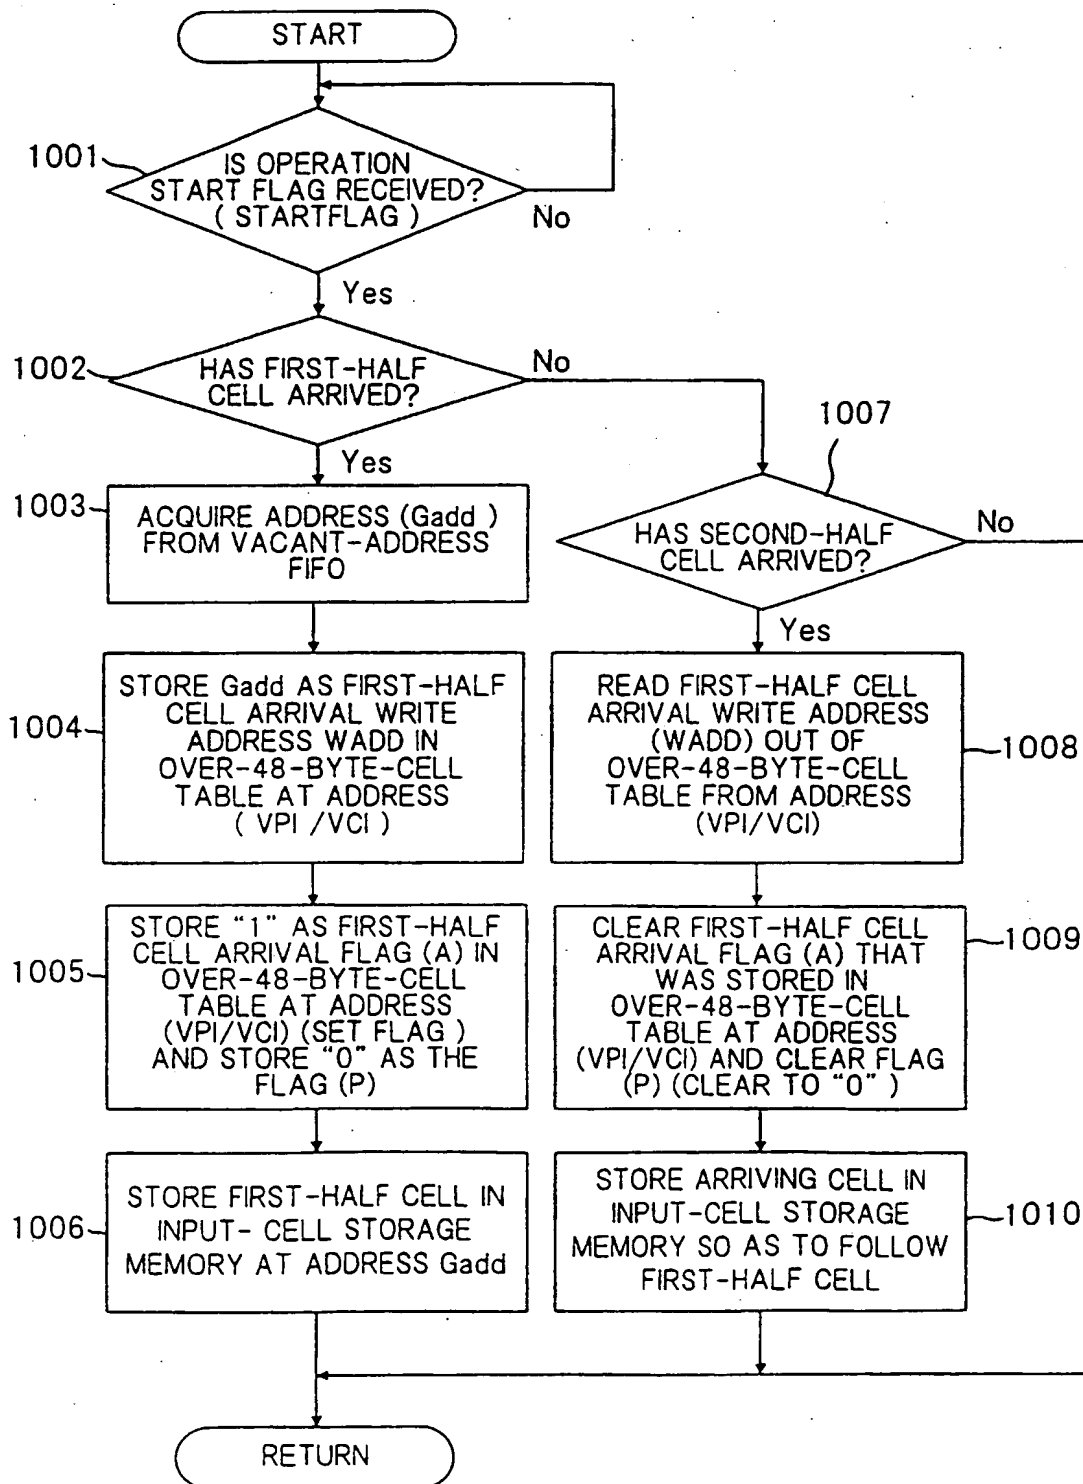 START
1001
IS OPERATION
START FLAG RECEIVED?
( STARTFLAG )
No
Yes
1002
HAS FIRST-HALF
CELL ARRIVED?
No
Yes
1003
ACQUIRE ADDRESS (Gadd )
FROM VACANT-ADDRESS
FIFO
1004
STORE Gadd AS FIRST-HALF
CELL ARRIVAL WRITE
ADDRESS WADD IN
OVER-48-BYTE-CELL
TABLE AT ADDRESS
( VPI /VCI )
1005
STORE "1" AS FIRST-HALF
CELL ARRIVAL FLAG (A) IN
OVER-48-BYTE-CELL
TABLE AT ADDRESS
(VPI/VCI) (SET FLAG )
AND STORE "0" AS THE
FLAG (P)
1006
STORE FIRST-HALF CELL IN
INPUT- CELL STORAGE
MEMORY AT ADDRESS Gadd
1007
HAS SECOND-HALF
CELL ARRIVED?
No
Yes
READ FIRST-HALF CELL
ARRIVAL WRITE ADDRESS
(WADD) OUT OF
OVER-48-BYTE-CELL
TABLE FROM ADDRESS
(VPI/VCI)
1008
CLEAR FIRST-HALF CELL
ARRIVAL FLAG (A) THAT
WAS STORED IN
OVER-48-BYTE-CELL
TABLE AT ADDRESS
(VPI/VCI) AND CLEAR FLAG
(P) (CLEAR TO "0" )
1009
STORE ARRIVING CELL IN
INPUT-CELL STORAGE
MEMORY SO AS TO FOLLOW
FIRST-HALF CELL
1010
RETURN